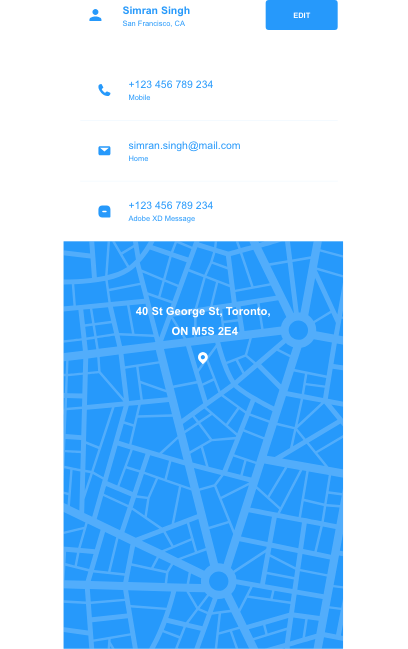 Simran Singh
San Francisco, CA
EDIT
+123 456 789 234
Mobile
simran.singh@mail.com
Home
+123 456 789 234
Adobe XD Message
40 St George St, Toronto,
ON M5S 2E4